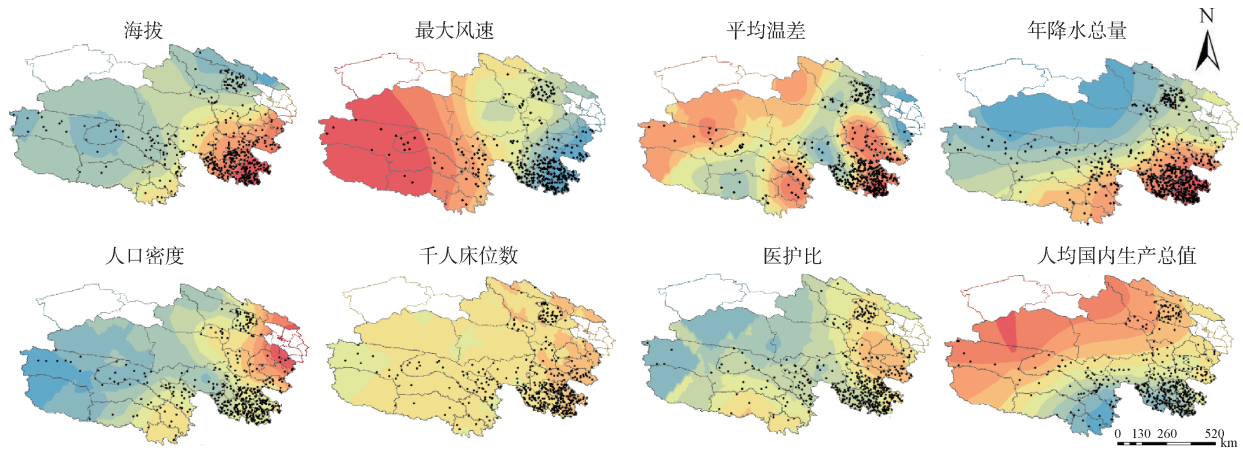 海拔
最大风速
平均温差
年降水总量
N
人口密度
千人床位数
医护比
人均国内生产总值
0 130 260 520
km